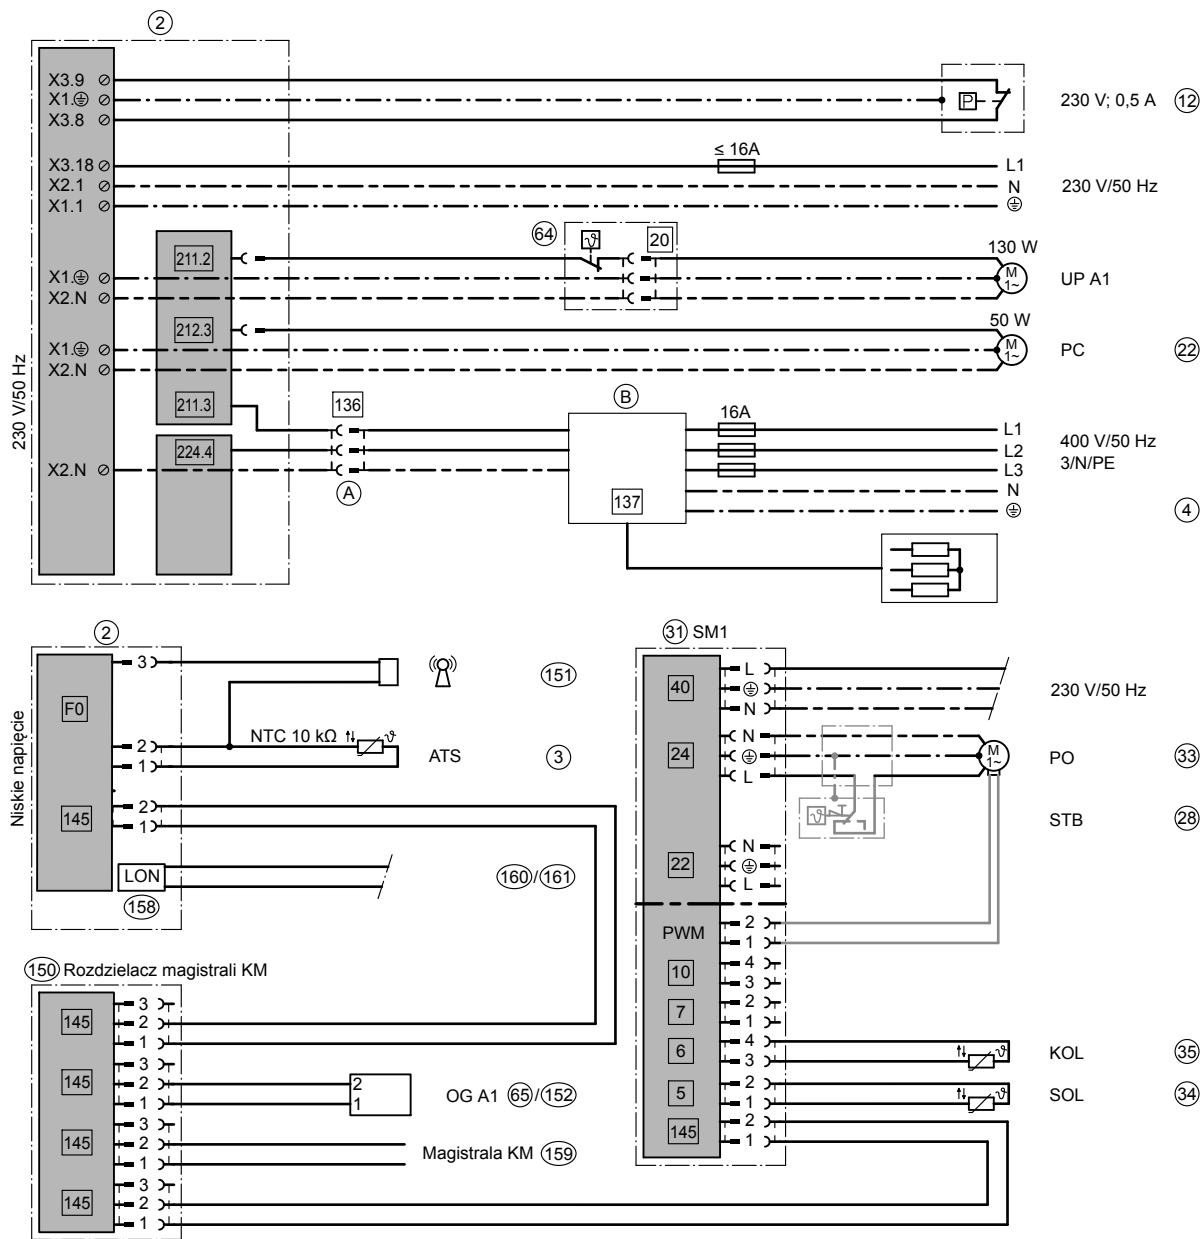 2
X3.9
X1.⏚
X3.8
P
230 V; 0,5 A 12
≤ 16A
X3.18
L1
X2.1
N
230 V/50 Hz
X1.1
⏚
64
ϑ
20
130 W
211.2
M
1~
UP A1
X1.⏚
X2.N
50 W
212.3
M
1~
PC 22
X1.⏚
X2.N
230 V/50 Hz
211.3
136
B
16A
L1
L2
L3
N
⏚
400 V/50 Hz
3/N/PE
4
224.4
X2.N
A
137
2
Niskie napięcie
3
151
F0
NTC 10 kΩ
ϑ
2
1
ATS 3
145
2
1
LON
158
160/161
150 Rozdzielacz magistrali KM
145
3
2
1
145
3
2
1
2
1
OG A1 65/152
145
3
2
1
Magistrala KM 159
145
3
2
1
31 SM1
40
L
⏚
N
230 V/50 Hz
24
N
⏚
L
M
1~
PO 33
ϑ
STB 28
22
N
⏚
L
PWM
2
1
10
4
3
7
2
1
6
4
3
ϑ
KOL 35
5
2
1
ϑ
SOL 34
145
2
1